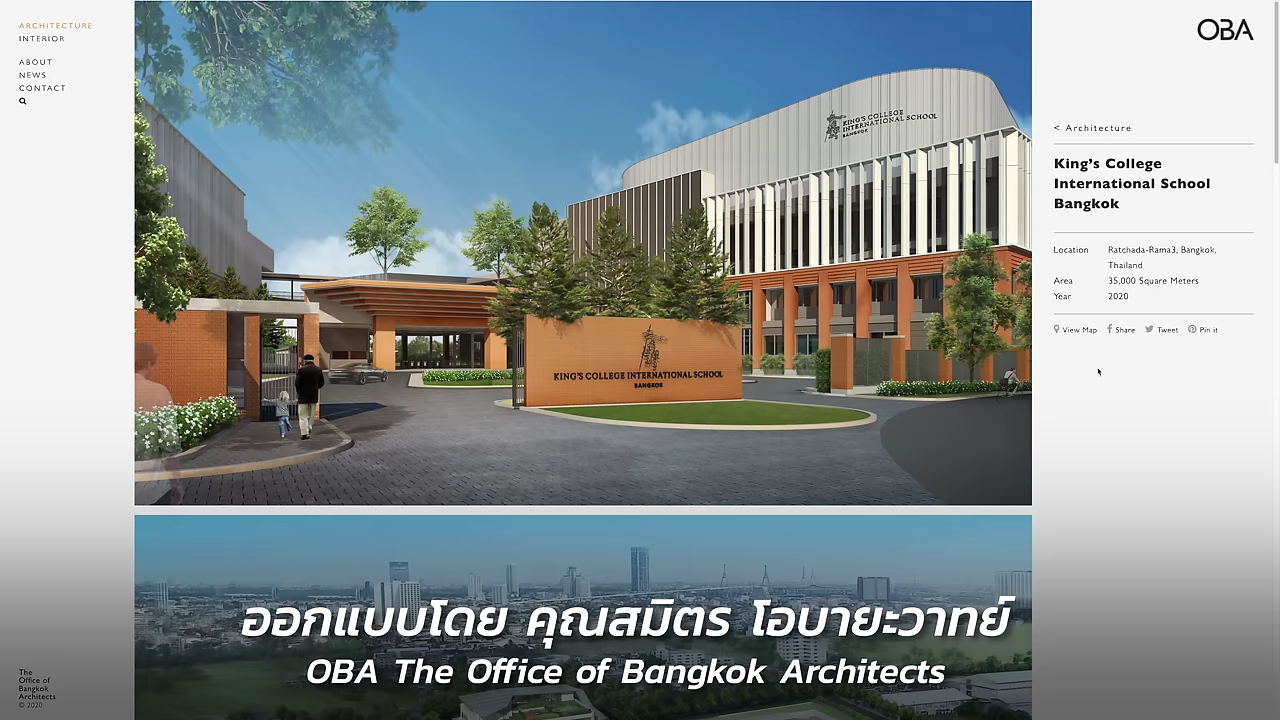 ARCHITECTURE
INTERIOR
ABOUT
NEWS
CONTACT
OBA
< Architecture
King's College
International School
Bangkok
Location Ratchada-Rama3, Bangkok,
Thailand
Area 35,000 Square Meters
Year 2020
View Map Share Tweet Pin it
KING'S COLLEGE
INTERNATIONAL SCHOOL
BANGKOK
KING'S COLLEGE INTERNATIONAL SCHOOL
BANGKOK
ออกแบบโดย คุณสมิตร โอบายะวาทย์
OBA The Office of Bangkok Architects
The
Office of
Bangkok
Architects
© 2020